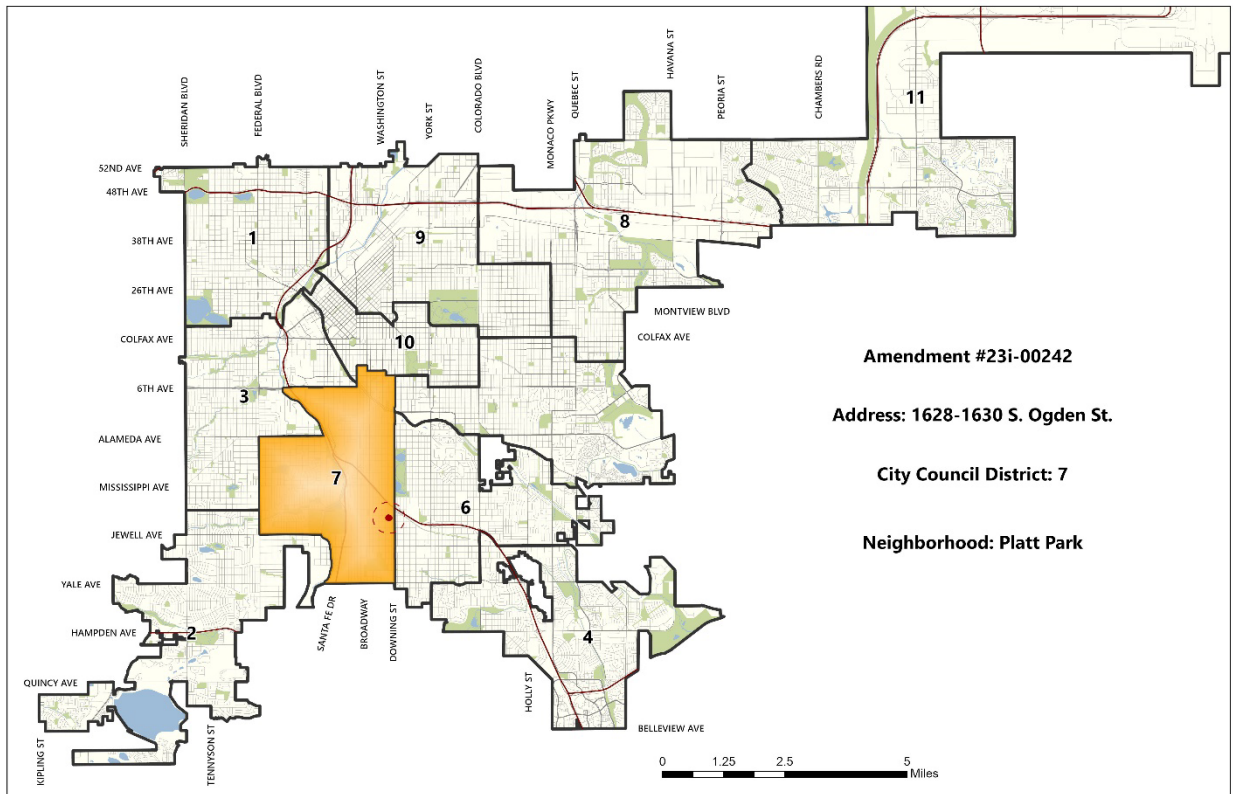 SHERIDAN BLVD
FEDERAL BLVD
WASHINGTON ST
YORK ST
COLORADO BLVD
MONACO PKWY
QUEBEC ST
HAVANA ST
PEORIA ST
CHAMBERS RD
11
52ND AVE
48TH AVE
1
9
8
38TH AVE
26TH AVE
MONTVIEW BLVD
COLFAX AVE
10
COLFAX AVE
Amendment #23i-00242
6TH AVE
3
Address: 1628-1630 S. Ogden St.
ALAMEDA AVE
7
City Council District: 7
MISSISSIPPI AVE
6
JEWELL AVE
Neighborhood: Platt Park
YALE AVE
SANTA FE DR
BROADWAY
DOWNING ST
HAMPDEN AVE
2
4
QUINCY AVE
HOLLY ST
KIPLING ST
TENNYSON ST
BELLEVIEW AVE
0 1.25 2.5 5
Miles